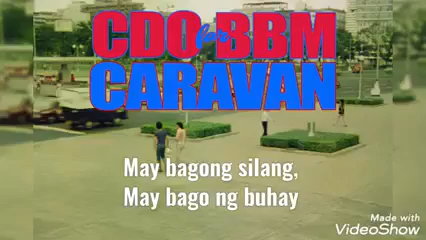 CDO for BBM
CARAVAN
May bagong silang,
May bago ng buhay
Made with
VideoShow